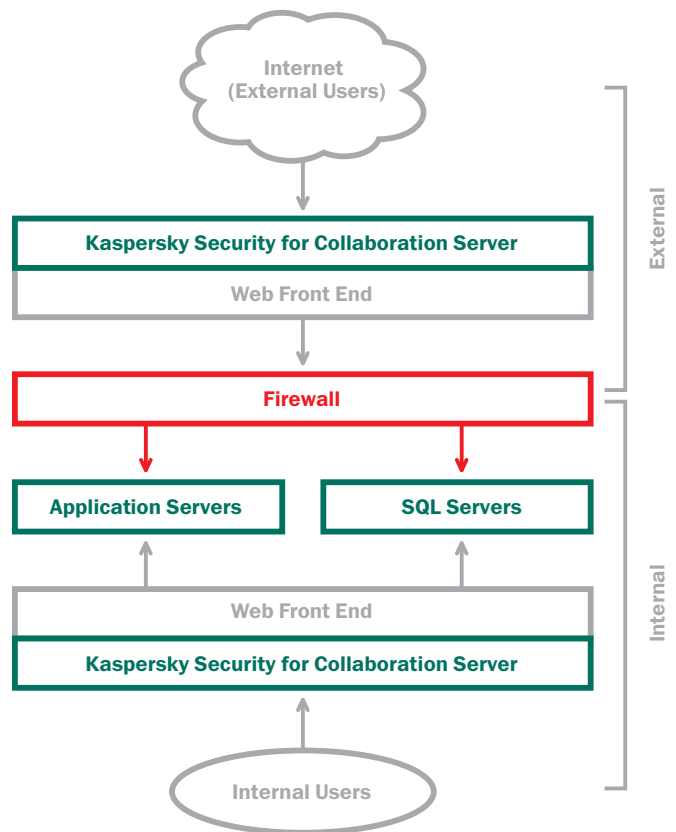 Internet
(External Users)
Kaspersky Security for Collaboration Server
Web Front End
External
Firewall
Application Servers
SQL Servers
Web Front End
Internal
Kaspersky Security for Collaboration Server
Internal Users